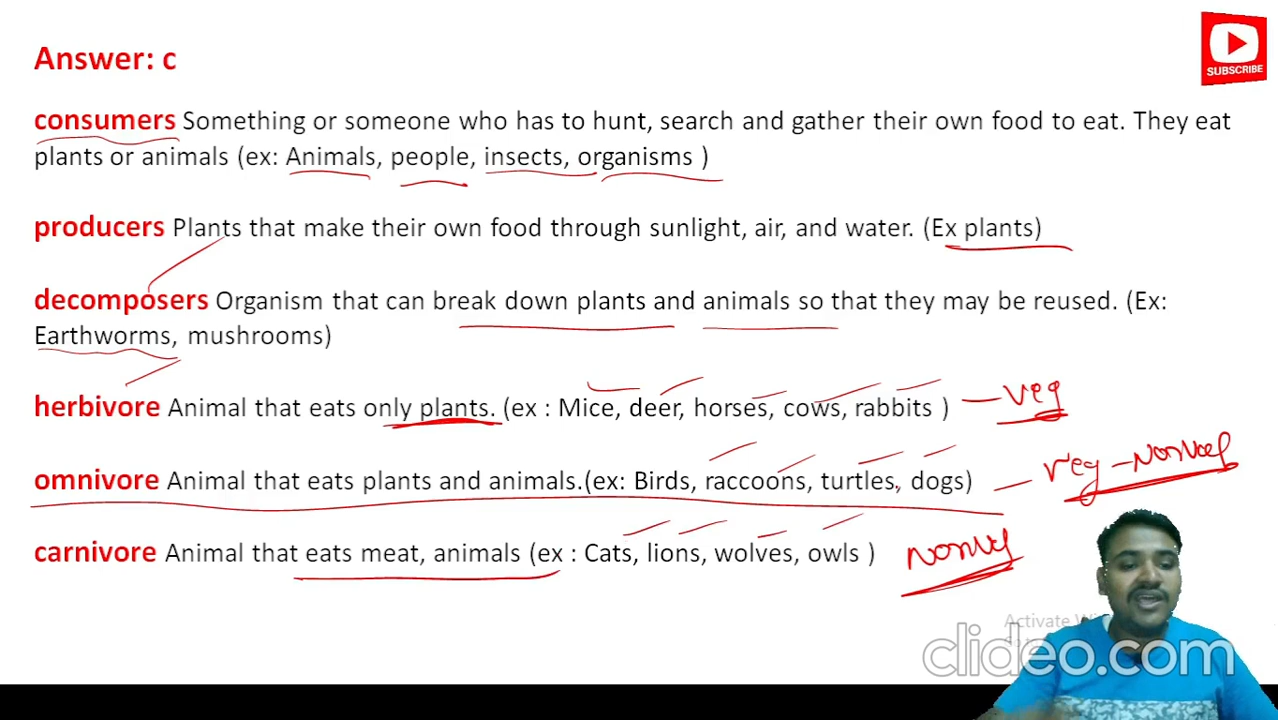 Answer: c
SUBSCRIBE
consumers Something or someone who has to hunt, search and gather their own food to eat. They eat
plants or animals (ex: Animals, people, insects, organisms )
producers Plants that make their own food through sunlight, air, and water. (Ex plants)
decomposers Organism that can break down plants and animals so that they may be reused. (Ex:
Earthworms, mushrooms)
herbivore Animal that eats only plants. (ex : Mice, deer, horses, cows, rabbits ) – veg
omnivore Animal that eats plants and animals.(ex: Birds, raccoons, turtles, dogs) – veg –
carnivore Animal that eats meat, animals (ex : Cats, lions, wolves, owls )
Activate
clideo.com